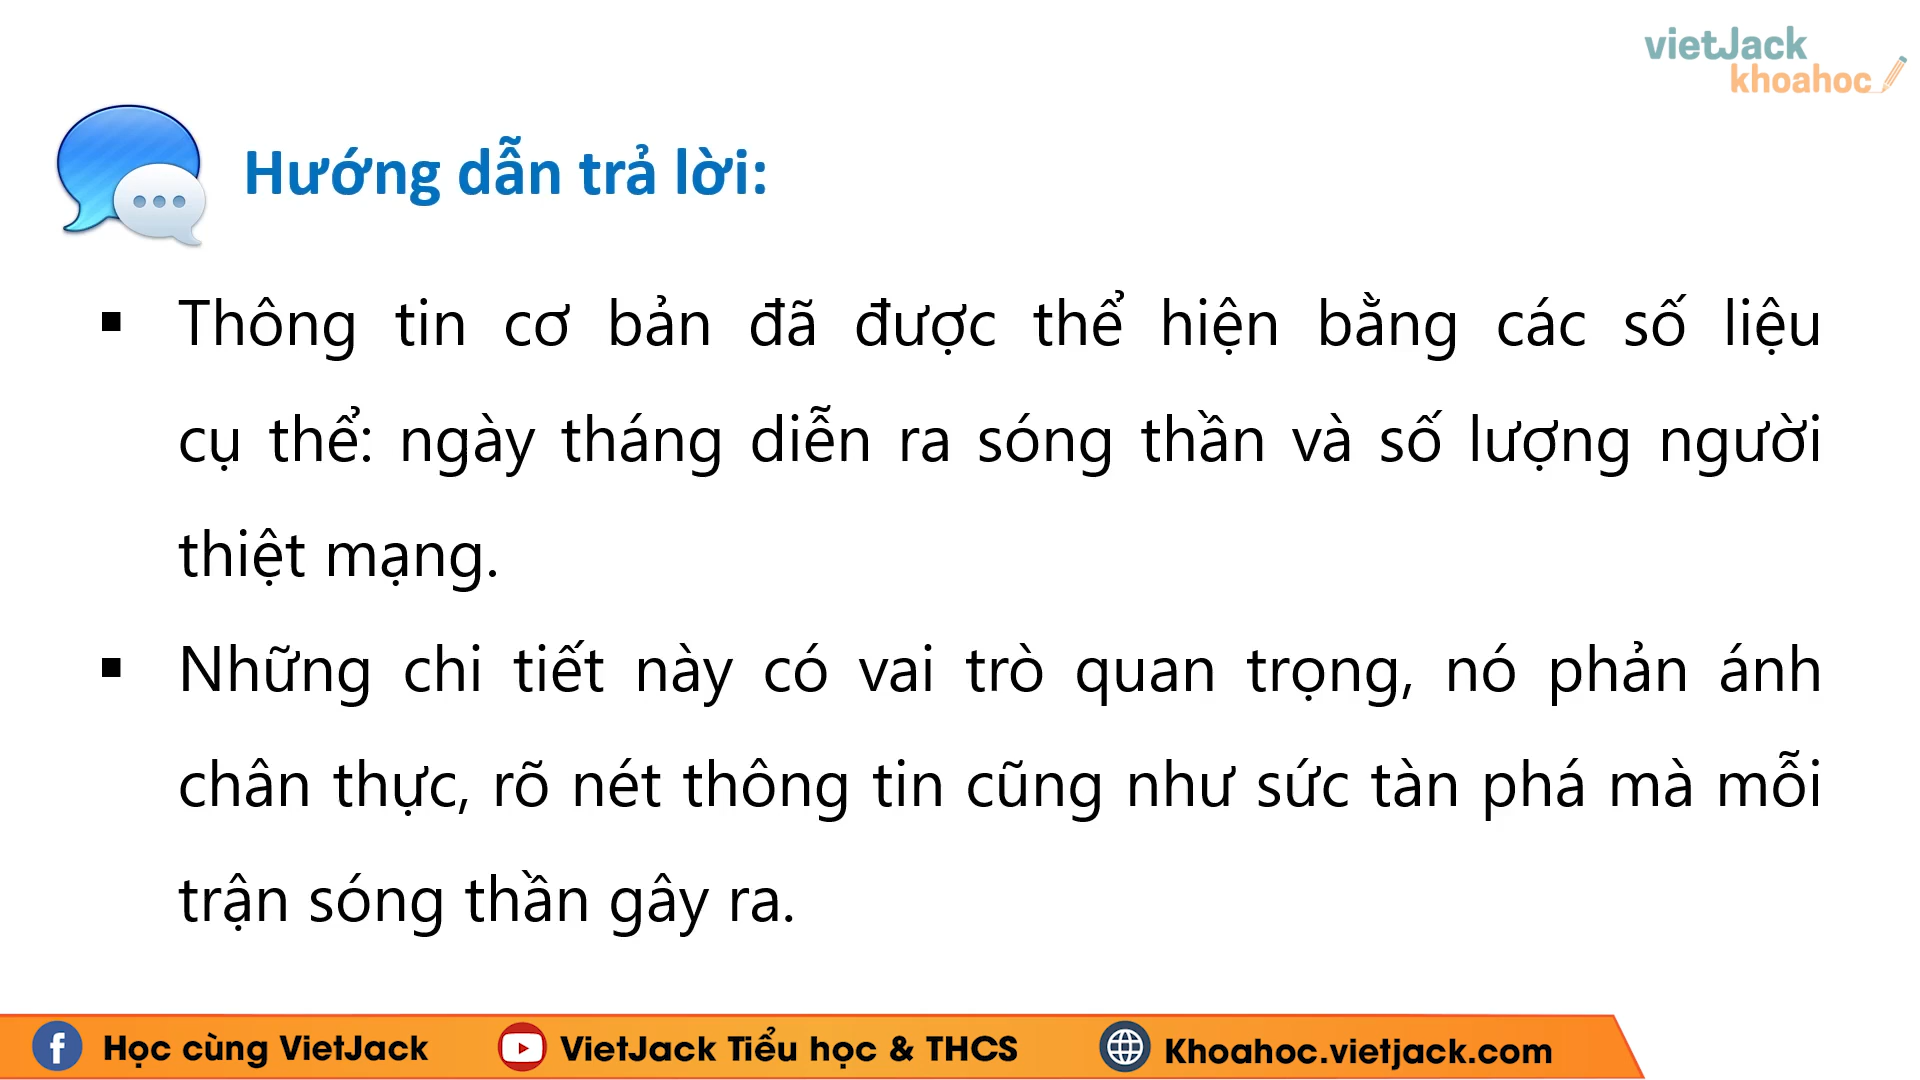 vietJack
khoahoc
Hướng dẫn trả lời:
▪ Thông tin cơ bản đã được thể hiện bằng các số liệu
cụ thể: ngày tháng diễn ra sóng thần và số lượng người
thiệt mạng.
▪ Những chi tiết này có vai trò quan trọng, nó phản ánh
chân thực, rõ nét thông tin cũng như sức tàn phá mà mỗi
trận sóng thần gây ra.
Học cùng VietJack VietJack Tiểu học & THCS Khoahoc.vietjack.com